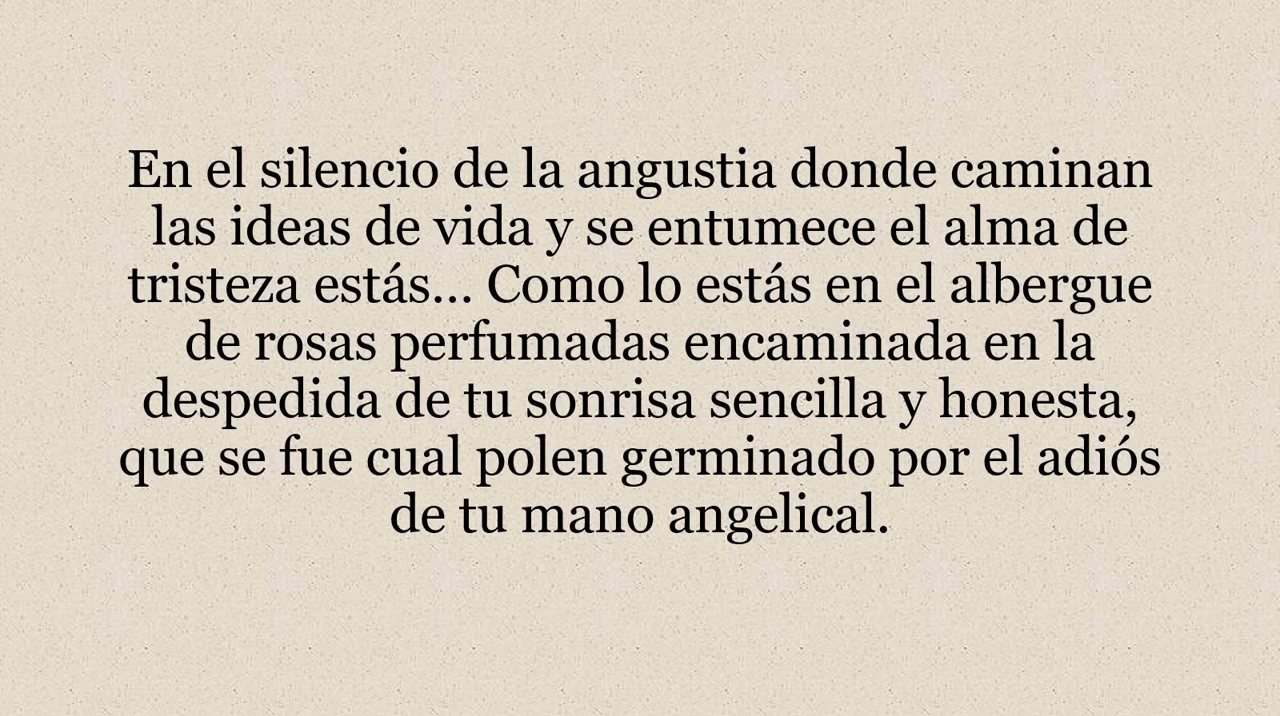 En el silencio de la angustia donde caminan
las ideas de vida y se entumece el alma de
tristeza estás... Como lo estás en el albergue
de rosas perfumadas encaminada en la
despedida de tu sonrisa sencilla y honesta,
que se fue cual polen germinado por el adiós
de tu mano angelical.